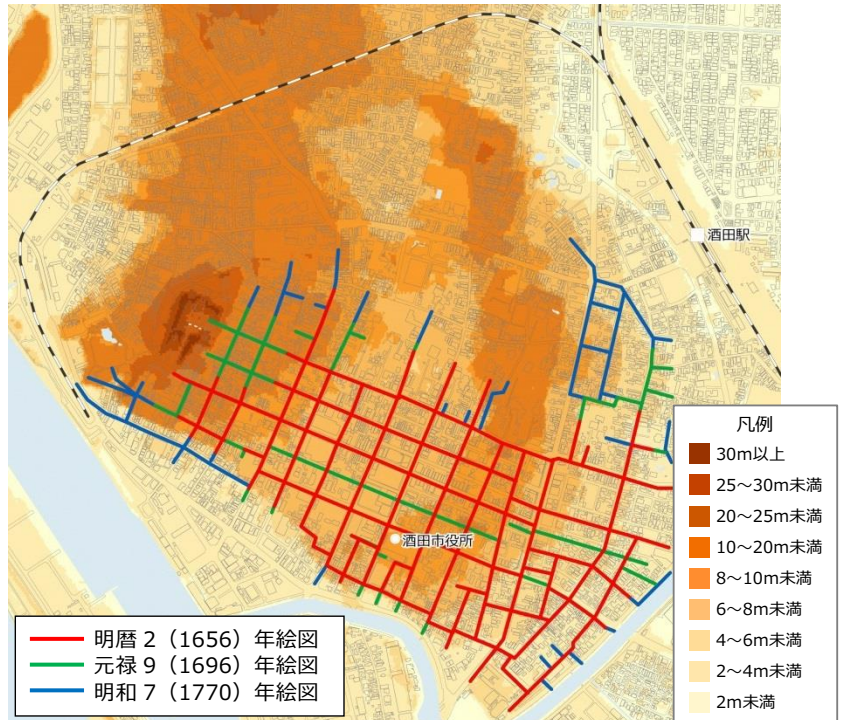 酒田駅
酒田市役所
凡例
30m以上
25～30m未満
20～25m未満
10～20m未満
8～10m未満
6～8m未満
4～6m未満
2～4m未満
2m未満
明暦２（1656）年絵図
元禄９（1696）年絵図
明和７（1770）年絵図